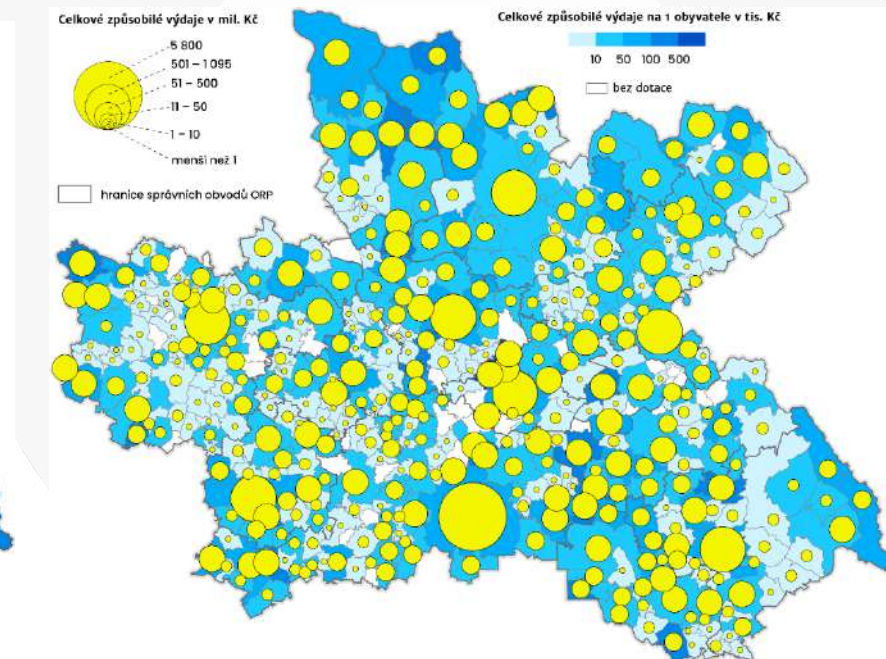 Celkové způsobilé výdaje v mil. Kč
5 800
501 – 1 095
51 – 500
11 – 50
1 – 10
menší než 1
hranice správních obvodů ORP
Celkové způsobilé výdaje na 1 obyvatele v tis. Kč
10 50 100 500
bez dotace